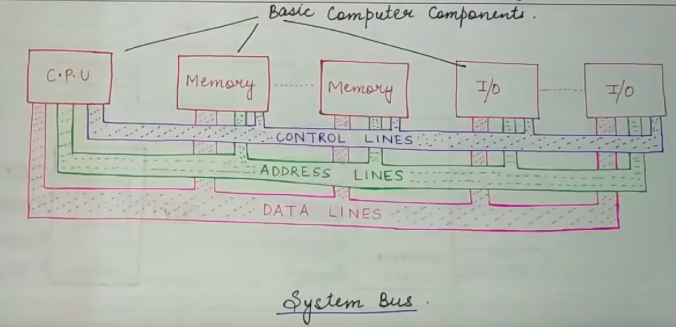 Basic Computer Components.
C.P.U
Memory
Memory
I/O
I/O
CONTROL LINES
ADDRESS LINES
DATA LINES
System Bus.